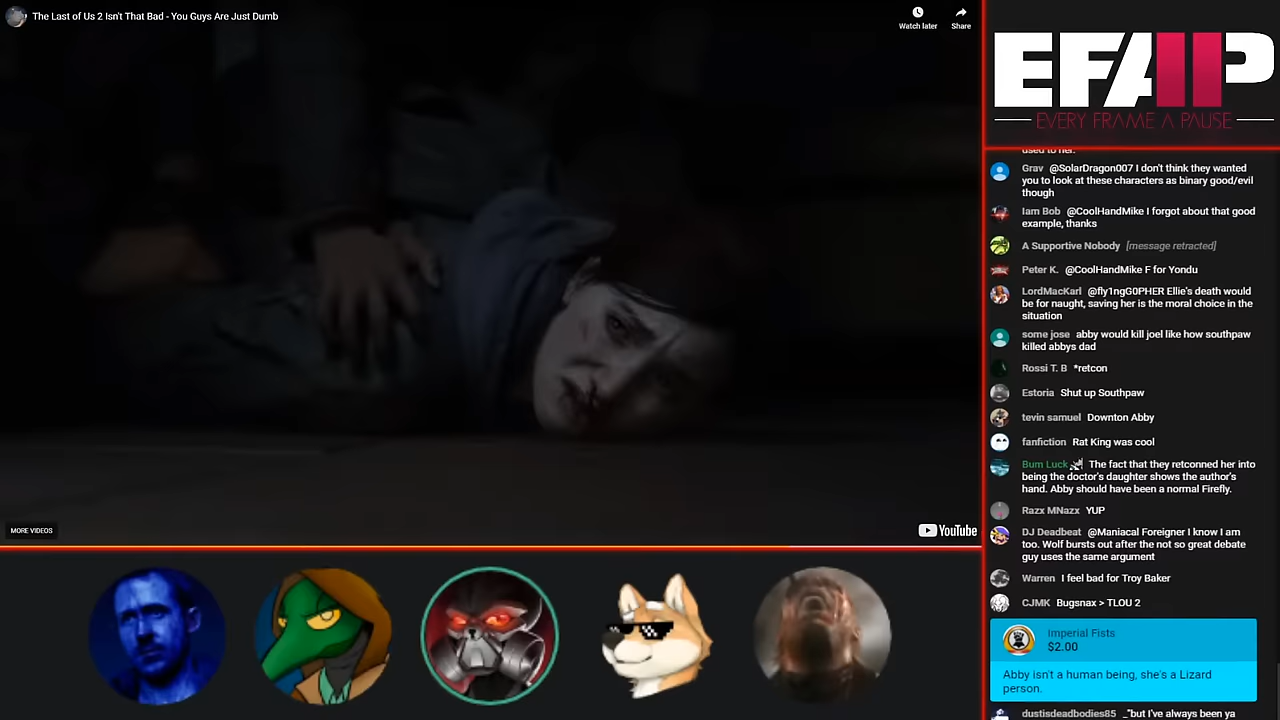 The Last of Us 2 Isn't That Bad - You Guys Are Just Dumb
Watch later
Share
MORE VIDEOS
YouTube
EFAP
EVERY FRAME A PAUSE
used to her.
Grav @SolarDragon007 I don't think they wanted
you to look at these characters as binary good/evil
though
Iam Bob @CoolHandMike I forgot about that good
example, thanks
A Supportive Nobody [message retracted]
Peter K. @CoolHandMike F for Yondu
LordMacKarl @fly1ngG0PHER Ellie's death would
be for naught, saving her is the moral choice in the
situation
some jose abby would kill joel like how southpaw
killed abbys dad
Rossi T. B *retcon
Estoria Shut up Southpaw
tevin samuel Downton Abby
fanfiction Rat King was cool
Bum Luck The fact that they retconned her into
being the doctor's daughter shows the author's
hand. Abby should have been a normal Firefly.
Razx MNazx YUP
DJ Deadbeat @Maniacal Foreigner I know I am
too. Wolf bursts out after the not so great debate
guy uses the same argument
Warren I feel bad for Troy Baker
CJMK Bugsnax > TLOU 2
Imperial Fists
$2.00
Abby isn't a human being, she's a Lizard
person.
dustisdeadbodies85 _"but I've always been ya